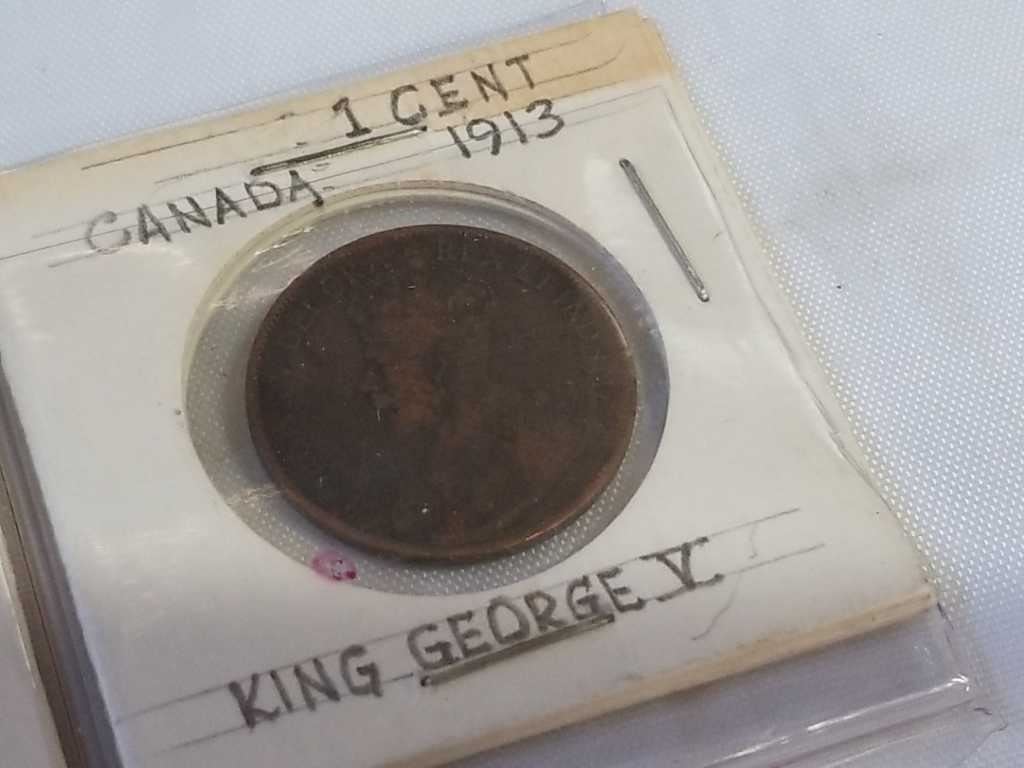 1 CENT
CANADA 1913
KING GEORGE V